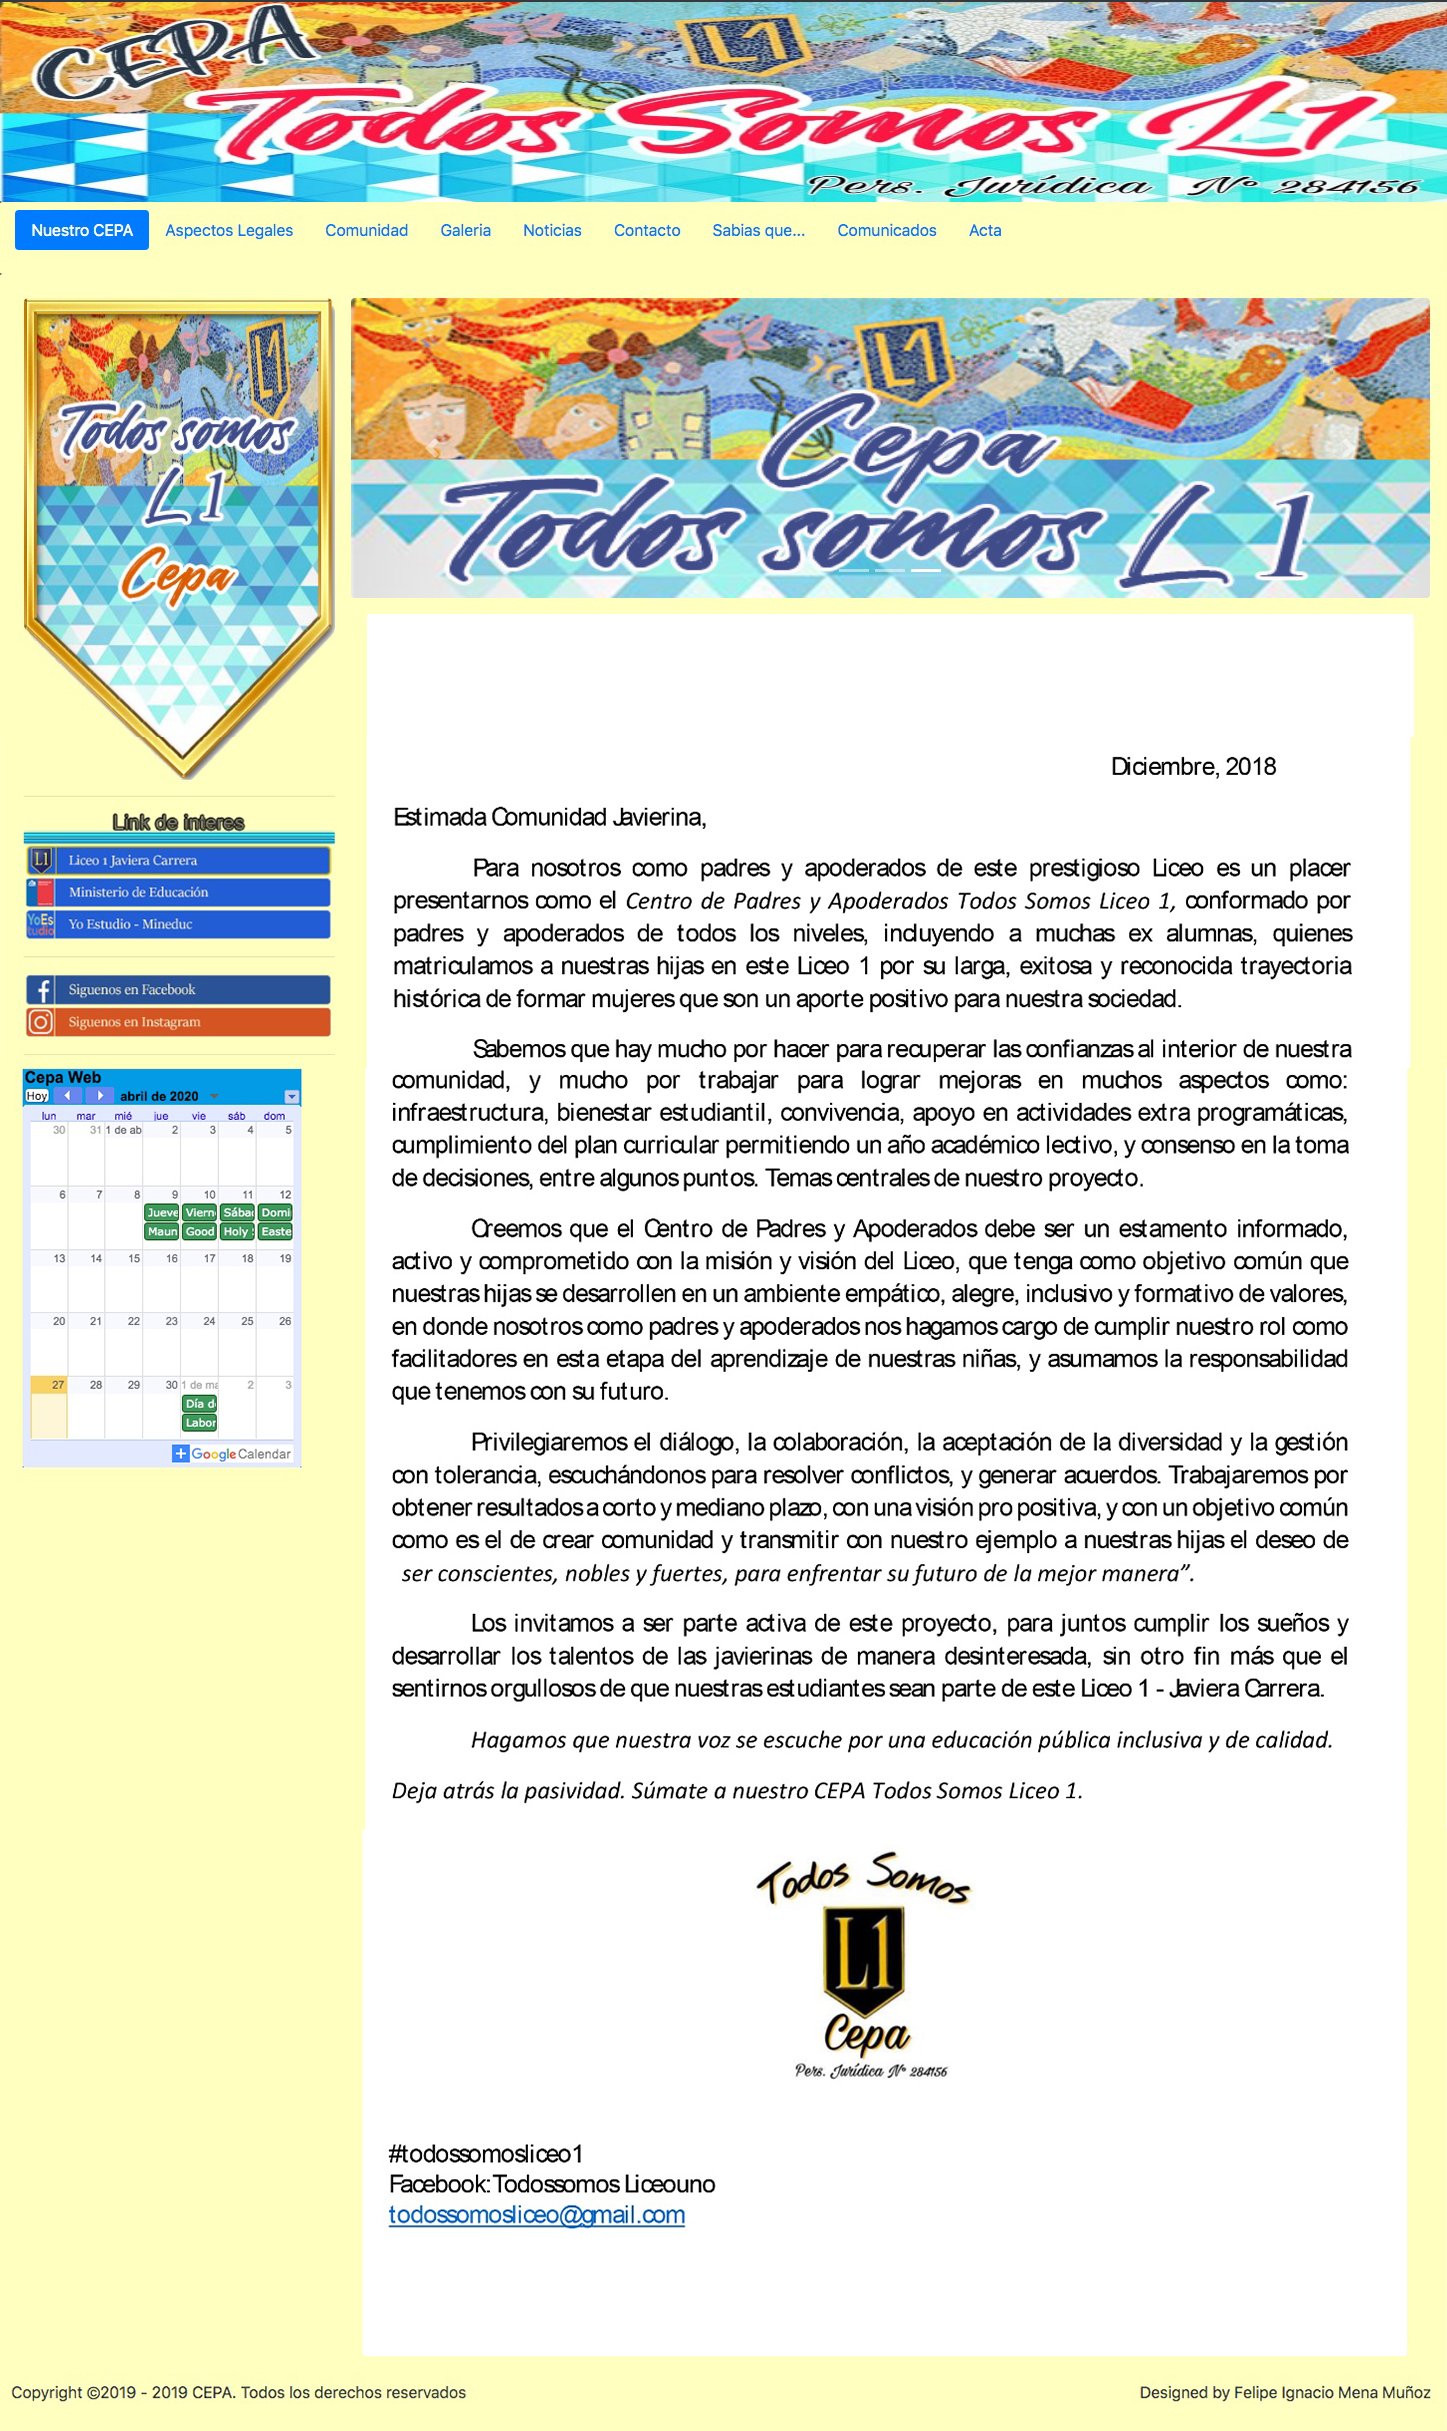 CEPA
L1
Todos Somos L1
Pers. Jurídica N° 284156
Nuestro CEPA
Aspectos Legales
Comunidad
Galeria
Noticias
Contacto
Sabias que...
Comunicados
Acta
L1
Todos somos
L 1
Cepa
Link de interes
L1 Liceo 1 Javiera Carrera
Ministerio de Educación
YoEstudio Yo Estudio - Mineduc
Siguenos en Facebook
Siguenos en Instagram
Cepa Web
Hoy abril de 2020
lun mar mié jue vie sáb dom
30 31 1 de ab 2 3 4 5
6 7 8 9 10 11 12
Jueve Viern Sába Domi
Maun Good Holy Easte
13 14 15 16 17 18 19
20 21 22 23 24 25 26
27 28 29 30 1 de ma 2 3
Día d
Labor
Google Calendar
L1
Cepa
Todos somos L 1
Diciembre, 2018
Estimada Comunidad Javierina,
Para nosotros como padres y apoderados de este prestigioso Liceo es un placer
presentarnos como el Centro de Padres y Apoderados Todos Somos Liceo 1, conformado por
padres y apoderados de todos los niveles, incluyendo a muchas ex alumnas, quienes
matriculamos a nuestras hijas en este Liceo 1 por su larga, exitosa y reconocida trayectoria
histórica de formar mujeres que son un aporte positivo para nuestra sociedad.
Sabemos que hay mucho por hacer para recuperar las confianzas al interior de nuestra
comunidad, y mucho por trabajar para lograr mejoras en muchos aspectos como:
infraestructura, bienestar estudiantil, convivencia, apoyo en actividades extra programáticas,
cumplimiento del plan curricular permitiendo un año académico lectivo, y consenso en la toma
de decisiones, entre algunos puntos. Temas centrales de nuestro proyecto.
Creemos que el Centro de Padres y Apoderados debe ser un estamento informado,
activo y comprometido con la misión y visión del Liceo, que tenga como objetivo común que
nuestras hijas se desarrollen en un ambiente empático, alegre, inclusivo y formativo de valores,
en donde nosotros como padres y apoderados nos hagamos cargo de cumplir nuestro rol como
facilitadores en esta etapa del aprendizaje de nuestras niñas, y asumamos la responsabilidad
que tenemos con su futuro.
Privilegiaremos el diálogo, la colaboración, la aceptación de la diversidad y la gestión
con tolerancia, escuchándonos para resolver conflictos, y generar acuerdos. Trabajaremos por
obtener resultados a corto y mediano plazo, con una visión pro positiva, y con un objetivo común
como es el de crear comunidad y transmitir con nuestro ejemplo a nuestras hijas el deseo de
ser conscientes, nobles y fuertes, para enfrentar su futuro de la mejor manera”.
Los invitamos a ser parte activa de este proyecto, para juntos cumplir los sueños y
desarrollar los talentos de las javierinas de manera desinteresada, sin otro fin más que el
sentirnos orgullosos de que nuestras estudiantes sean parte de este Liceo 1 - Javiera Carrera.
Hagamos que nuestra voz se escuche por una educación pública inclusiva y de calidad.
Deja atrás la pasividad. Súmate a nuestro CEPA Todos Somos Liceo 1.
Todos Somos
L1
Cepa
Pers. Jurídica N° 284156
#todossomosliceo1
Facebook: Todossomos Liceouno
todossomosliceo@gmail.com
Copyright ©2019 - 2019 CEPA. Todos los derechos reservados
Designed by Felipe Ignacio Mena Muñoz